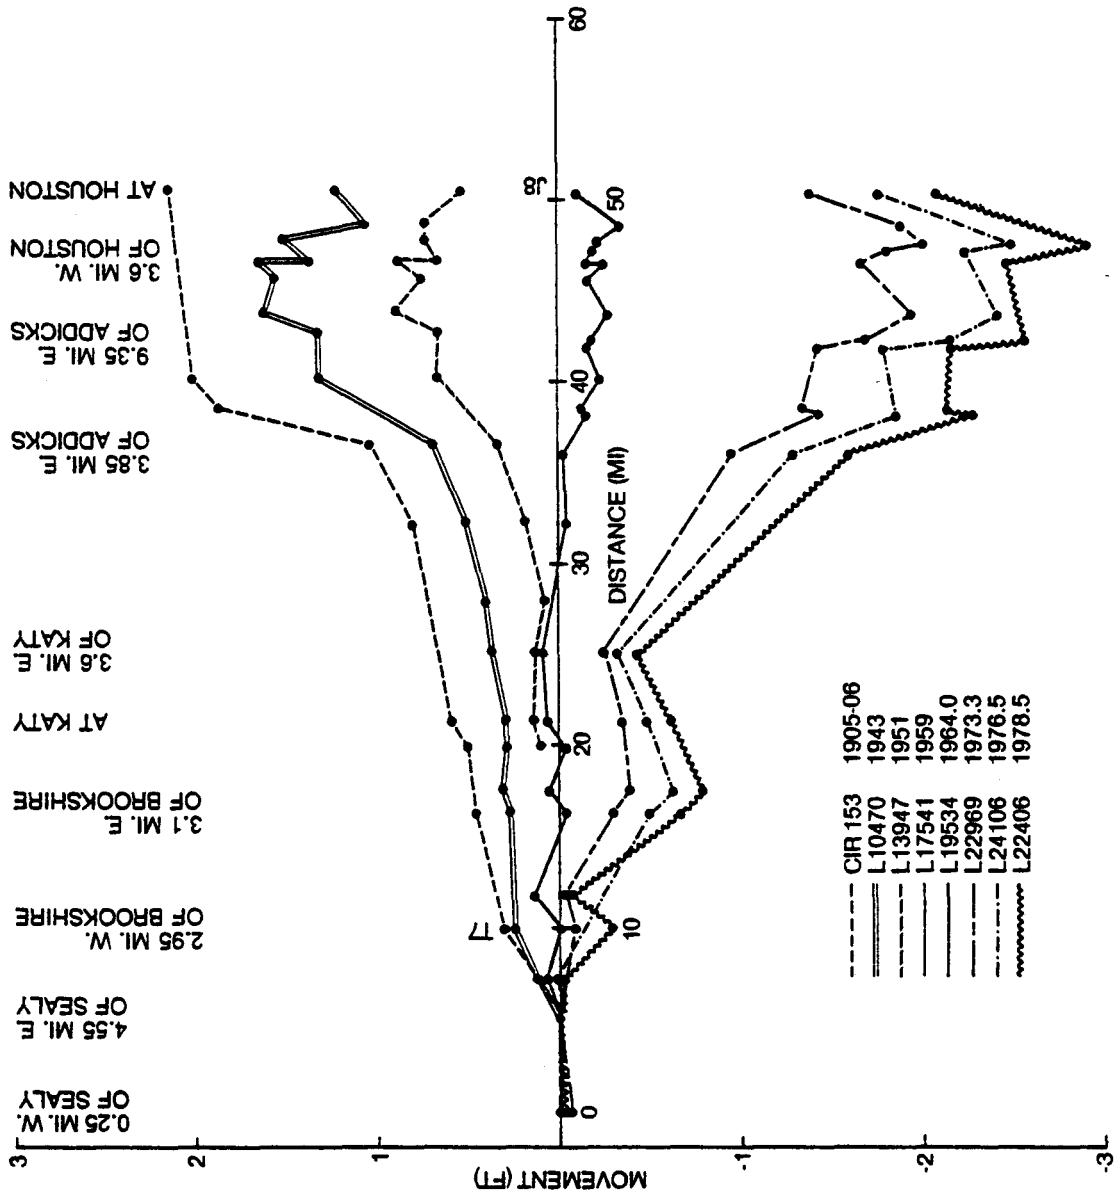 AT HOUSTON
3.6 MI. W.
OF HOUSTON
9.35 MI. E.
OF ADDICKS
3.85 MI. E.
OF ADDICKS
3.6 MI. E.
OF KATY
AT KATY
3.1 MI. E.
OF BROOKSHIRE
2.95 MI. W.
OF BROOKSHIRE
4.55 MI. E.
OF SEALY
0.25 MI. W.
OF SEALY
3
2
1
-1
-2
-3
MOVEMENT (FT)
0
10
20
30
40
50
60
DISTANCE (MI)
J8
T7
CIR 153 1905-06
L10470 1943
L13947 1951
L17541 1959
L19534 1964.0
L22969 1973.3
L24106 1976.5
L22406 1978.5